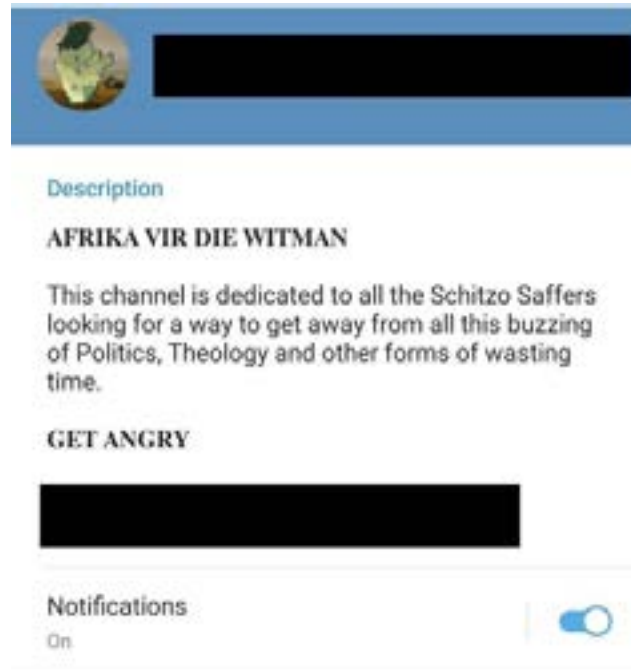 Description
AFRIKA VIR DIE WITMAN
This channel is dedicated to all the Schitzo Saffers
looking for a way to get away from all this buzzing
of Politics, Theology and other forms of wasting
time.
GET ANGRY
Notifications
On